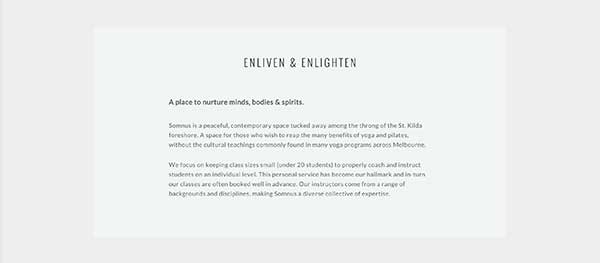 ENLIVEN & ENLIGHTEN
A place to nurture minds, bodies & spirits.
Somnus is a peaceful, contemporary space tucked away among the throng of the St. Kilda
foreshore. A space for those who wish to reap the many benefits of yoga and pilates,
without the cultural teachings commonly found in many yoga programs across Melbourne.
We focus on keeping class sizes small (under 20 students) to properly coach and instruct
students on an individual level. This personal service has become our hallmark and in-turn
our classes are often booked well in advance. Our instructors come from a range of
backgrounds and disciplines, making Somnus a diverse collective of expertise.